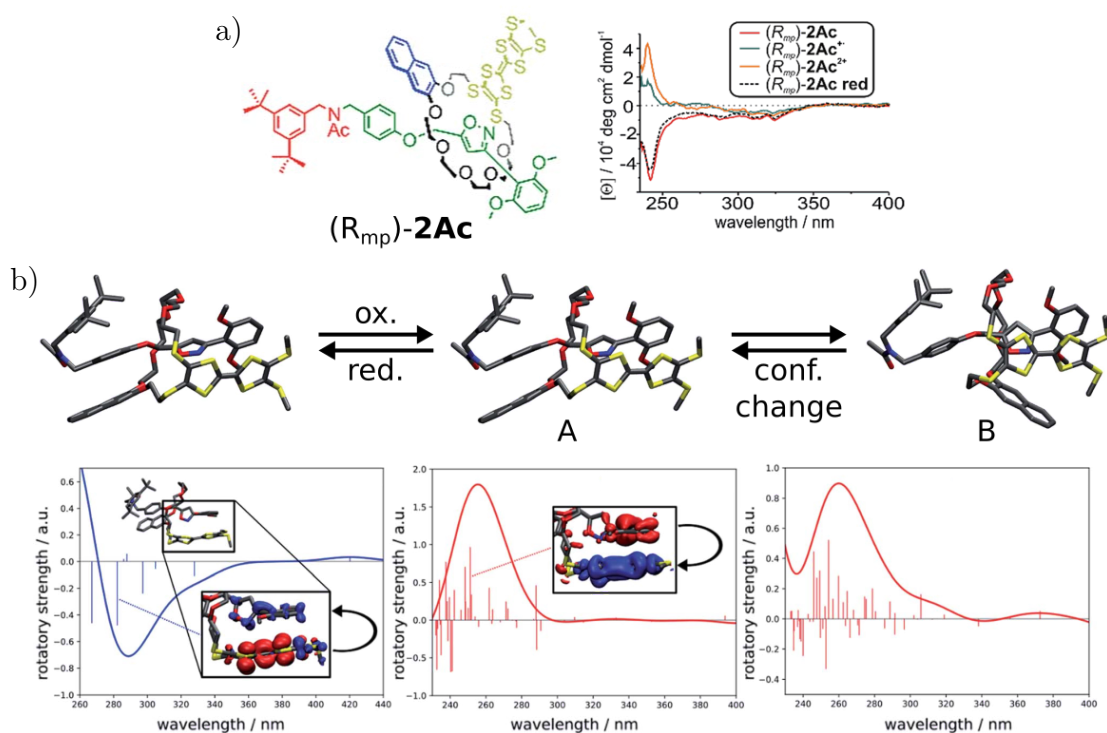 a)
S
S
S
S
S
S
S
S
O
O
O
N
N
Ac
O
O
O
O
O
O
O
(Rmp)-2Ac
[Θ] / 10⁴ deg cm² dmol⁻¹
4
2
0
-2
-4
250 300 350 400
wavelength / nm
(Rmp)-2Ac
(Rmp)-2Ac⁺·
(Rmp)-2Ac²⁺
(Rmp)-2Ac red
b)
ox.
red.
conf.
change
A
B
rotatory strength / a.u.
0.6
0.4
0.2
0.0
-0.2
-0.4
-0.6
-0.8
-1.0
260 280 300 320 340 360 380 400 420 440
wavelength / nm
rotatory strength / a.u.
2.0
1.5
1.0
0.5
0.0
-0.5
-1.0
240 260 280 300 320 340 360 380 400
wavelength / nm
rotatory strength / a.u.
1.0
0.8
0.6
0.4
0.2
0.0
-0.2
-0.4
240 260 280 300 320 340 360 380 400
wavelength / nm